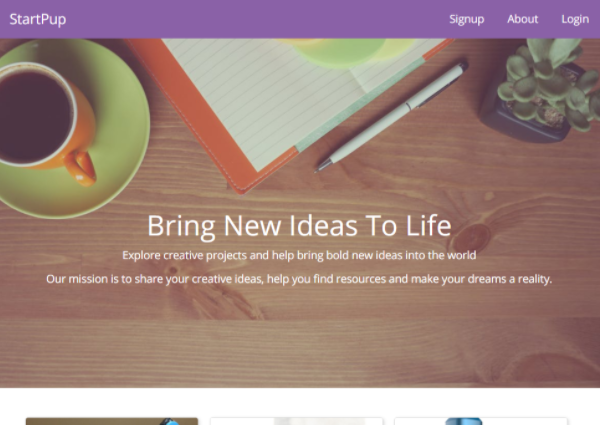 StartPup
Signup About Login
Bring New Ideas To Life
Explore creative projects and help bring bold new ideas into the world
Our mission is to share your creative ideas, help you find resources and make your dreams a reality.